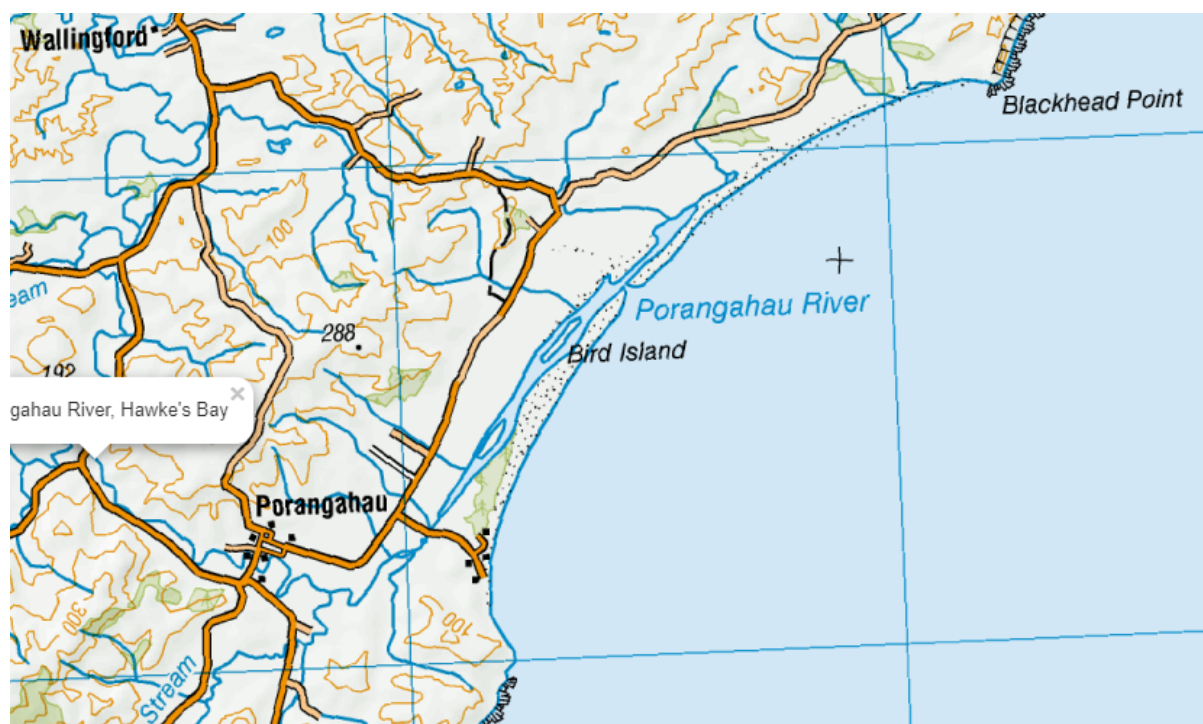 Wallingford
Blackhead Point
100
eam
Porangahau River
288
Bird Island
192
gahau River, Hawke's Bay
×
Porangahau
300
100
Stream